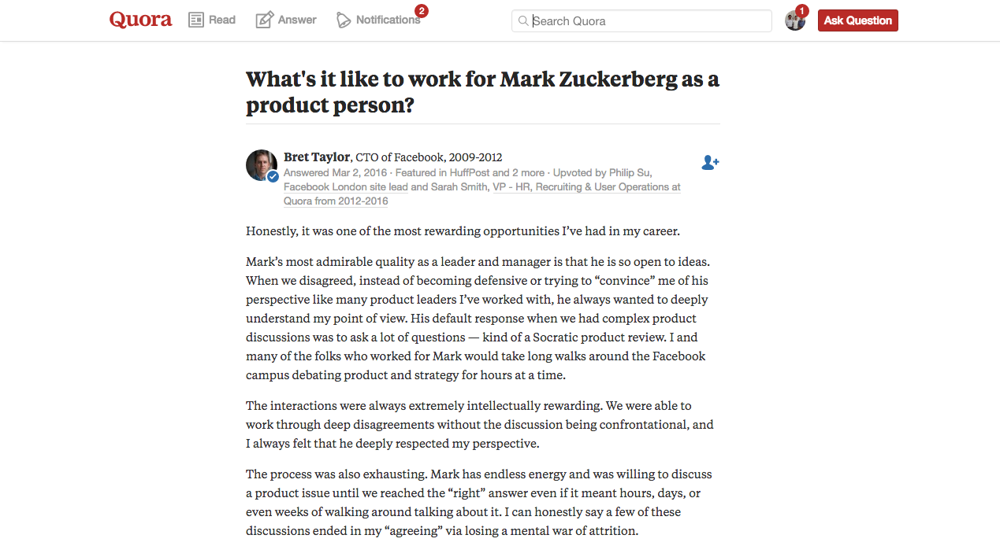 Quora Read Answer Notifications 2 Search Quora 1 Ask Question
What's it like to work for Mark Zuckerberg as a
product person?
Bret Taylor, CTO of Facebook, 2009-2012
Answered Mar 2, 2016 · Featured in HuffPost and 2 more · Upvoted by Philip Su,
Facebook London site lead and Sarah Smith, VP - HR, Recruiting & User Operations at
Quora from 2012-2016
Honestly, it was one of the most rewarding opportunities I’ve had in my career.
Mark’s most admirable quality as a leader and manager is that he is so open to ideas.
When we disagreed, instead of becoming defensive or trying to “convince” me of his
perspective like many product leaders I’ve worked with, he always wanted to deeply
understand my point of view. His default response when we had complex product
discussions was to ask a lot of questions — kind of a Socratic product review. I and
many of the folks who worked for Mark would take long walks around the Facebook
campus debating product and strategy for hours at a time.
The interactions were always extremely intellectually rewarding. We were able to
work through deep disagreements without the discussion being confrontational, and
I always felt that he deeply respected my perspective.
The process was also exhausting. Mark has endless energy and was willing to discuss
a product issue until we reached the “right” answer even if it meant hours, days, or
even weeks of walking around talking about it. I can honestly say a few of these
discussions ended in my “agreeing” via losing a mental war of attrition.